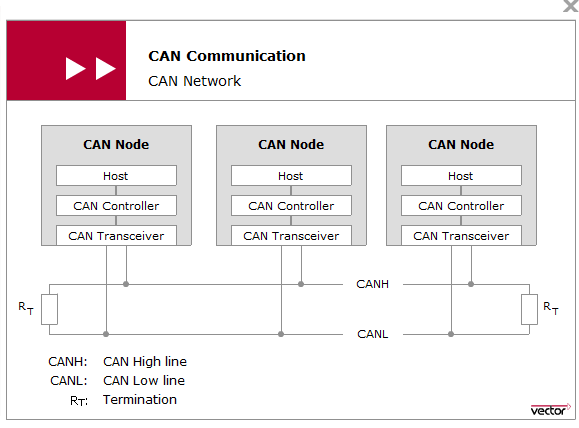 CAN Communication
CAN Network
CAN Node CAN Node CAN Node
Host Host Host
CAN Controller CAN Controller CAN Controller
CAN Transceiver CAN Transceiver CAN Transceiver
CANH
RT RT
CANL
CANH: CAN High line
CANL: CAN Low line
RT: Termination
vector